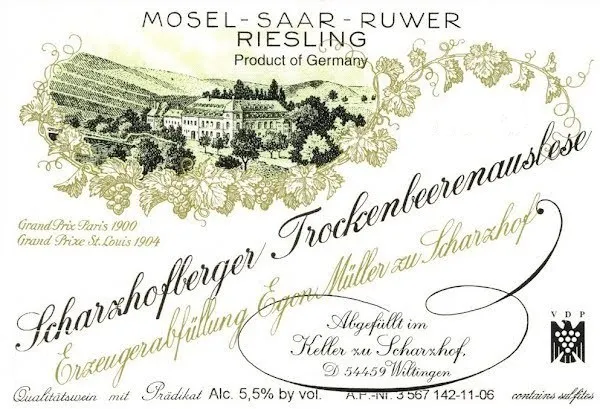 MOSEL-SAAR-RUWER
RIESLING
Product of Germany
Grand Prix Paris 1900
Grand Prixe St. Louis 1904
Scharzhofberger Trockenbeerenauslese
Erzeugerabfüllung Egon Müller zu Scharzhof
Abgefüllt im
Keller zu Scharzhof,
D 54459 Wiltingen
VDP
Qualitätswein mit Prädikat Alc. 5,5% by vol. A.P.-Nr. 3 567 142-11-06 contains sulfites